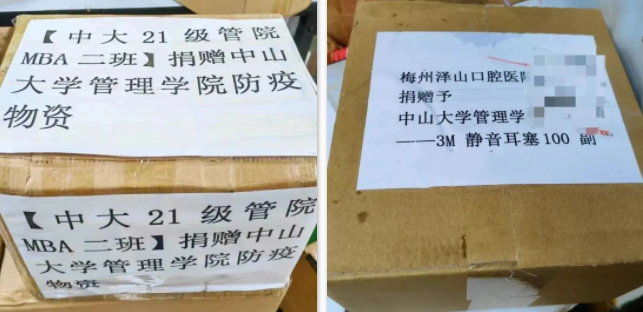 【中大21级管院
MBA二班】捐赠中山
大学管理学院防疫
物资
【中大21级管院
MBA二班】捐赠中山
大学管理学院防疫
物资
梅州泽山口腔医院
捐赠予
中山大学管理学
——3M 静音耳塞100 副